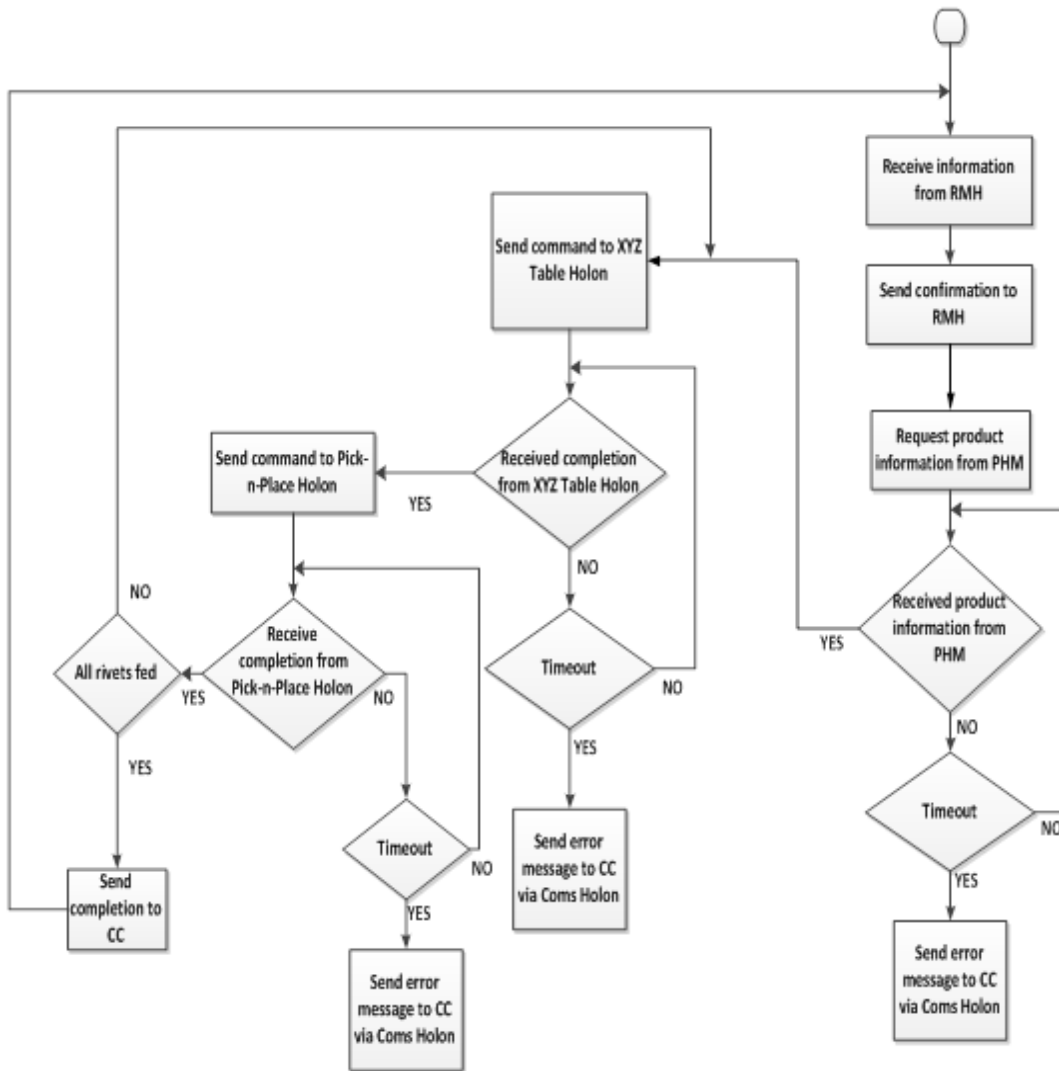 Receive information
from RMH
Send confirmation to
RMH
Request product
information from PHM
Received product
information from
PHM
YES
NO
Timeout
NO
YES
Send error
message to CC
via Coms Holon
Send command to XYZ
Table Holon
Received completion
from XYZ Table Holon
YES
NO
Timeout
NO
YES
Send error
message to CC
via Coms Holon
Send command to Pick-
n-Place Holon
Receive
completion from
Pick-n-Place Holon
YES
NO
Timeout
NO
YES
Send error
message to CC
via Coms Holon
All rivets fed
NO
YES
Send
completion to
CC